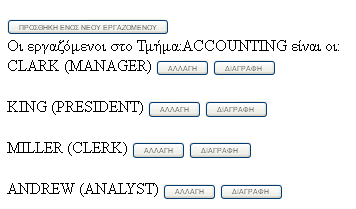 ΠΡΟΣΘΗΚΗ ΕΝΟΣ ΝΕΟΥ ΕΡΓΑΖΟΜΕΝΟΥ
Οι εργαζόμενοι στο Τμήμα:ACCOUNTING είναι οι:
CLARK (MANAGER) ΑΛΛΑΓΗ ΔΙΑΓΡΑΦΗ
KING (PRESIDENT) ΑΛΛΑΓΗ ΔΙΑΓΡΑΦΗ
MILLER (CLERK) ΑΛΛΑΓΗ ΔΙΑΓΡΑΦΗ
ANDREW (ANALYST) ΑΛΛΑΓΗ ΔΙΑΓΡΑΦΗ